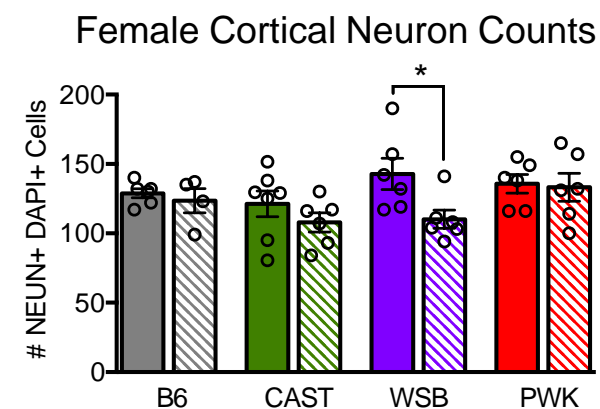 Female Cortical Neuron Counts
*
# NEUN+ DAPI+ Cells
200
150
100
50
0
B6 CAST WSB PWK